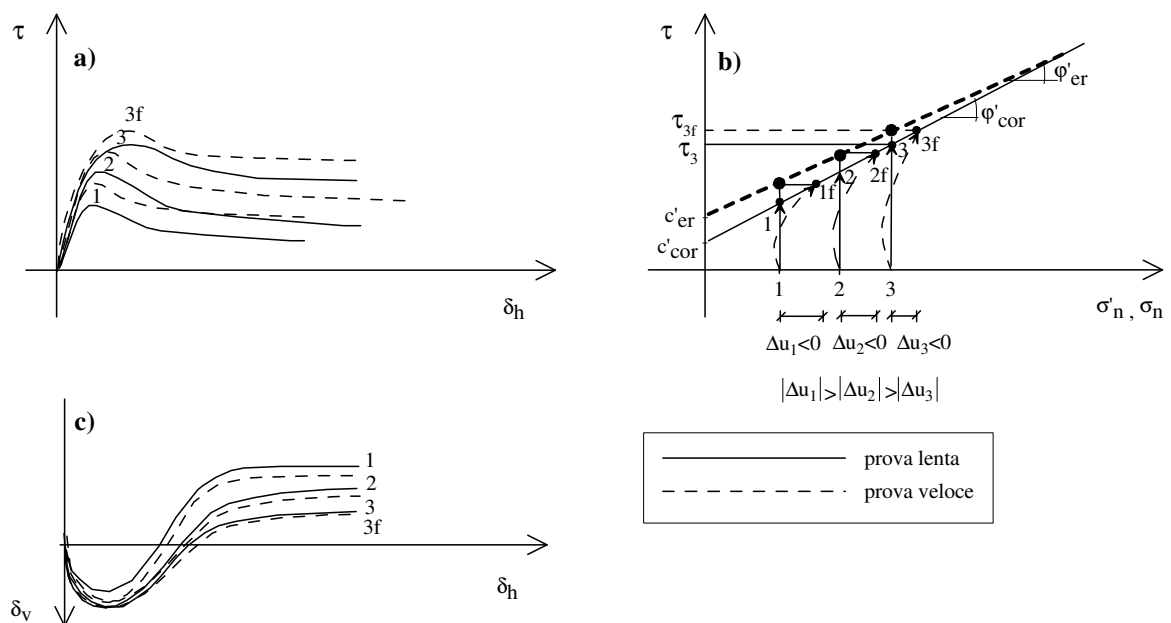 τ
a)
3f
3
2
1
δh
τ
b)
φ'er
φ'cor
τ3f
τ3
3
3f
2
2f
1f
1
c'er
c'cor
1 2 3
σ'n , σn
Δu1<0 Δu2<0 Δu3<0
|Δu1|>|Δu2|>|Δu3|
c)
1
2
3
3f
δh
δv
prova lenta
prova veloce